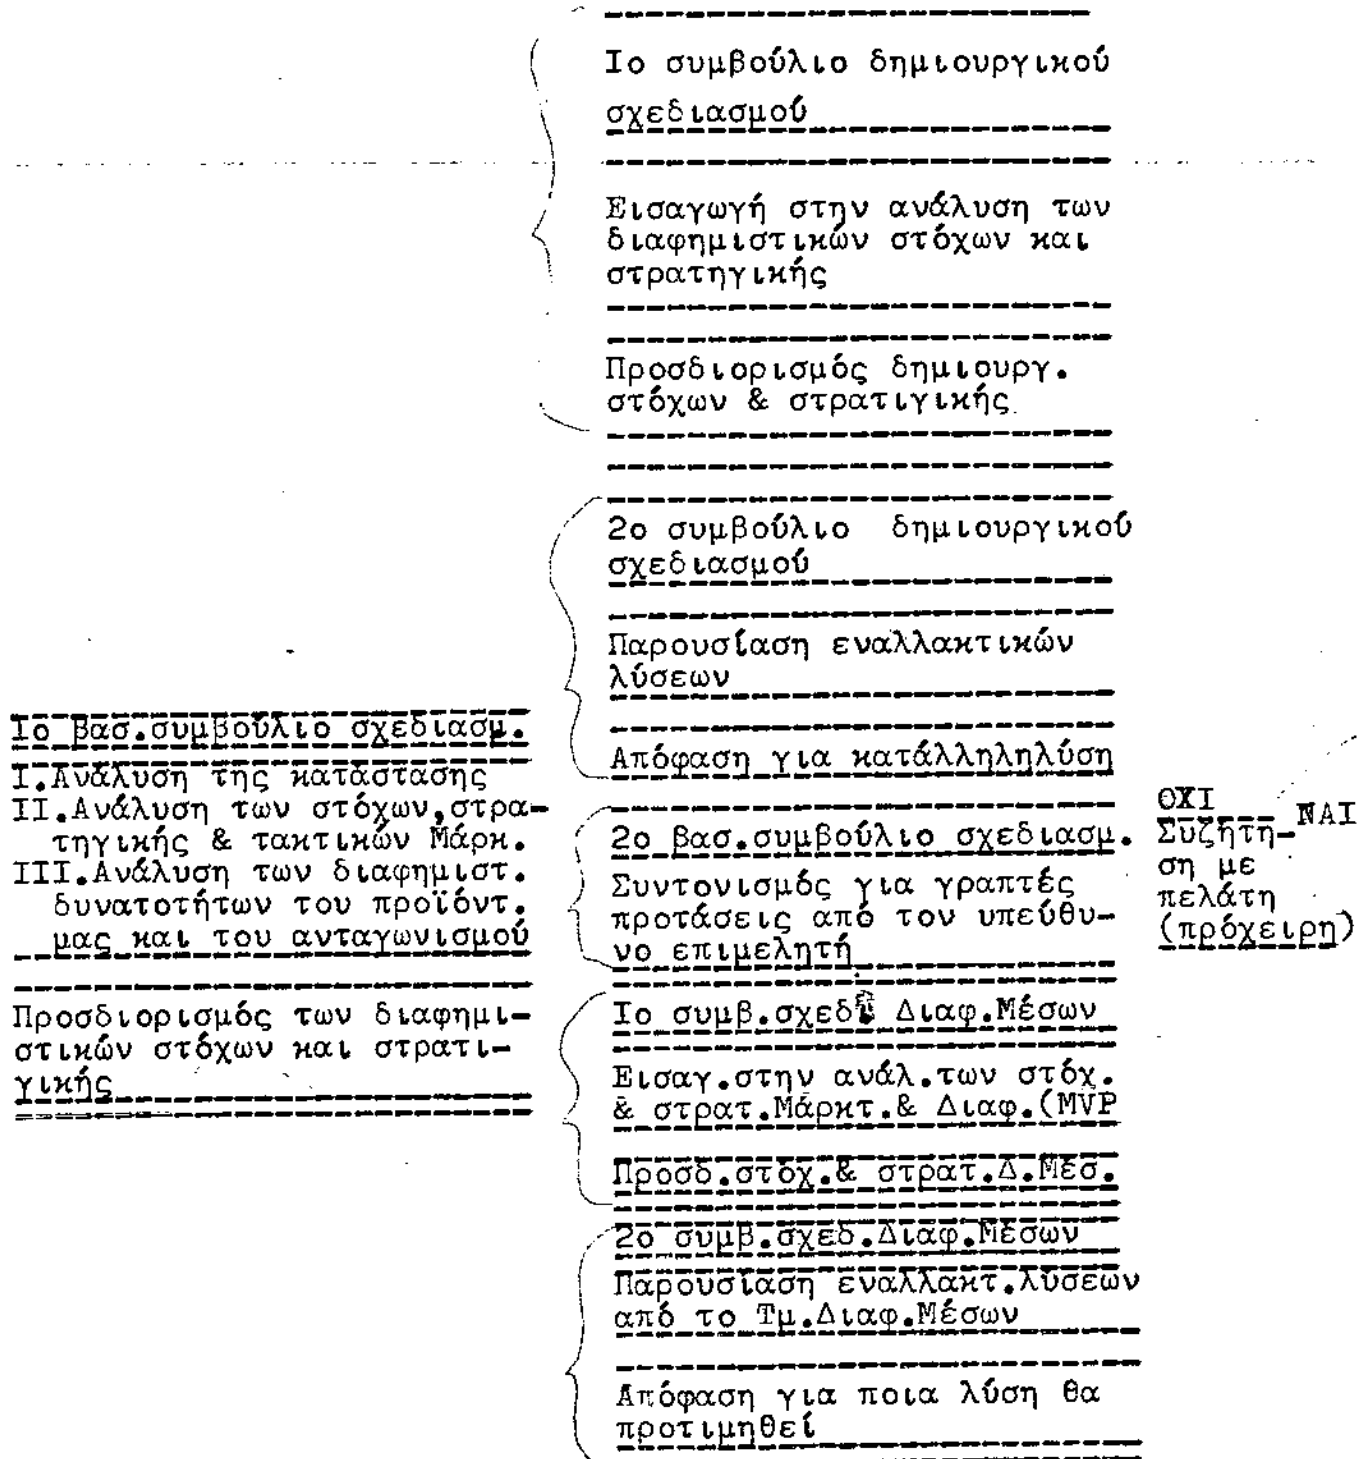 Ιο βασ.συμβούλιο σχεδιασμ.
Ι.Ανάλυση της κατάστασης
ΙΙ.Ανάλυση των στόχων,στρα-
τηγικής & τακτικών Μάρκ.
ΙΙΙ.Ανάλυση των διαφημιστ.
δυνατοτήτων του προϊόντ.
μας και του ανταγωνισμού
Προσδιορισμός των διαφημι-
στικών στόχων και στρατι-
γικής
Ιο συμβούλιο δημιουργικού
σχεδιασμού
Εισαγωγή στην ανάλυση των
διαφημιστικών στόχων και
στρατηγικής
Προσδιορισμός δημιουργ.
στόχων & στρατιγικής
2ο συμβούλιο δημιουργικού
σχεδιασμού
Παρουσίαση εναλλακτικών
λύσεων
Απόφαση για κατάλληληλύση
2ο βασ.συμβούλιο σχεδιασμ.
Συντονισμός για γραπτές
προτάσεις από τον υπεύθυ-
νο επιμελητή
Ιο συμβ.σχεδ. Διαφ.Μέσων
Εισαγ.στην ανάλ.των στόχ.
& στρατ.Μάρκτ.& Διαφ.(MVP
Προσδ.στόχ.& στρατ.Δ.Μέσ.
2ο συμβ.σχεδ.Διαφ.Μέσων
Παρουσίαση εναλλακτ.λύσεων
από το Τμ.Διαφ.Μέσων
Απόφαση για ποια λύση θα
προτιμηθεί
ΟΧΙ ΝΑΙ
Συζήτη-
ση με
πελάτη
(πρόχειρη)